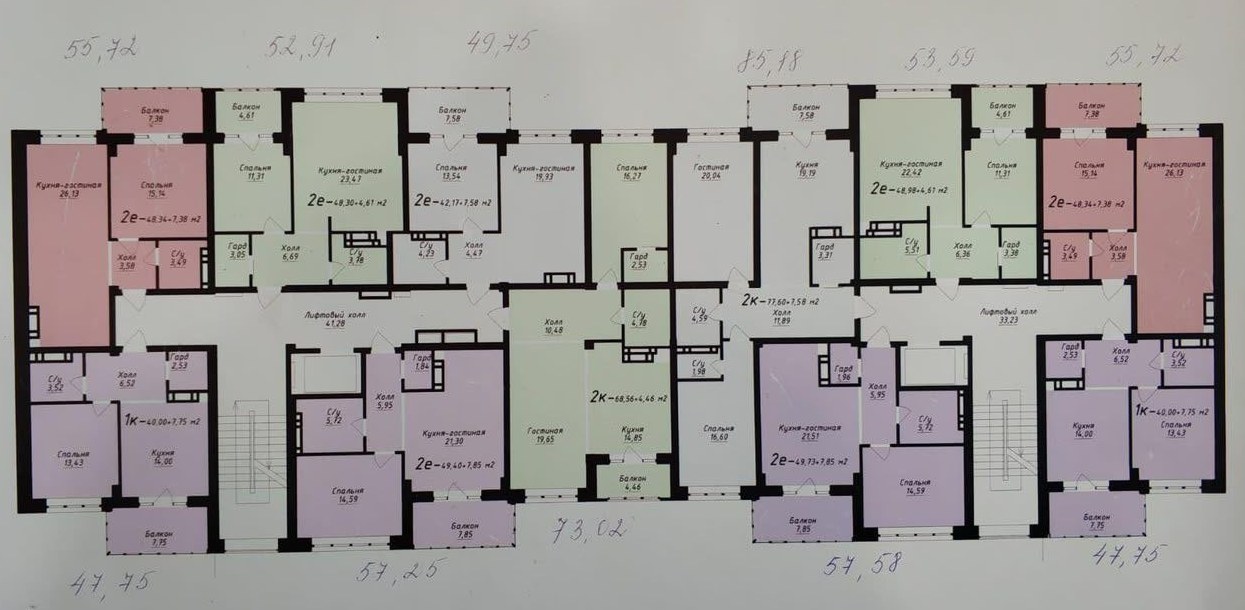 55,72
52,91
49,75
85,18
53,59
55,72
Балкон
7,38
Балкон
4,61
Балкон
7,58
Балкон
7,58
Балкон
4,61
Балкон
7,38
Кухня-гостиная
26,13
Спальня
15,14
2е-48,34+7,38 м2
Холл
3,58
С/у
3,49
Спальня
11,31
Кухня-гостиная
23,47
2е-48,30+4,61 м2
Гард
3,05
Холл
6,69
С/у
3,78
Спальня
13,54
2е-42,17+7,58 м2
Кухня-гостиная
19,93
С/у
4,23
Холл
4,47
Спальня
16,27
Гард
2,53
Гостиная
20,04
Кухня
19,19
Гард
3,31
Кухня-гостиная
22,42
2е-48,98+4,61 м2
Спальня
11,31
С/у
5,51
Холл
6,36
Гард
3,38
Спальня
15,14
2е-48,34+7,38 м2
Кухня-гостиная
26,13
С/у
3,49
Холл
3,58
Лифтовый холл
41,28
Холл
10,48
С/у
4,78
С/у
4,59
2к-77,60+7,58 м2
Холл
11,89
Лифтовый холл
33,23
С/у
3,52
Холл
6,52
Гард
2,53
1к-40,00+7,75 м2
Спальня
13,43
Кухня
14,00
Холл
5,95
Гард
1,84
С/у
5,72
Кухня-гостиная
21,30
2е-49,40+7,85 м2
Спальня
14,59
2к-68,56+4,46 м2
Гостиная
19,65
Кухня
14,85
Балкон
4,46
С/у
1,98
Спальня
16,60
Гард
1,96
Холл
5,95
Кухня-гостиная
21,51
2е-49,73+7,85 м2
С/у
5,72
Спальня
14,59
Гард
2,53
Холл
6,52
С/у
3,52
Кухня
14,00
1к-40,00+7,75 м2
Спальня
13,43
Балкон
7,75
Балкон
7,85
Балкон
7,85
Балкон
7,75
47,75
57,25
73,02
57,58
47,75